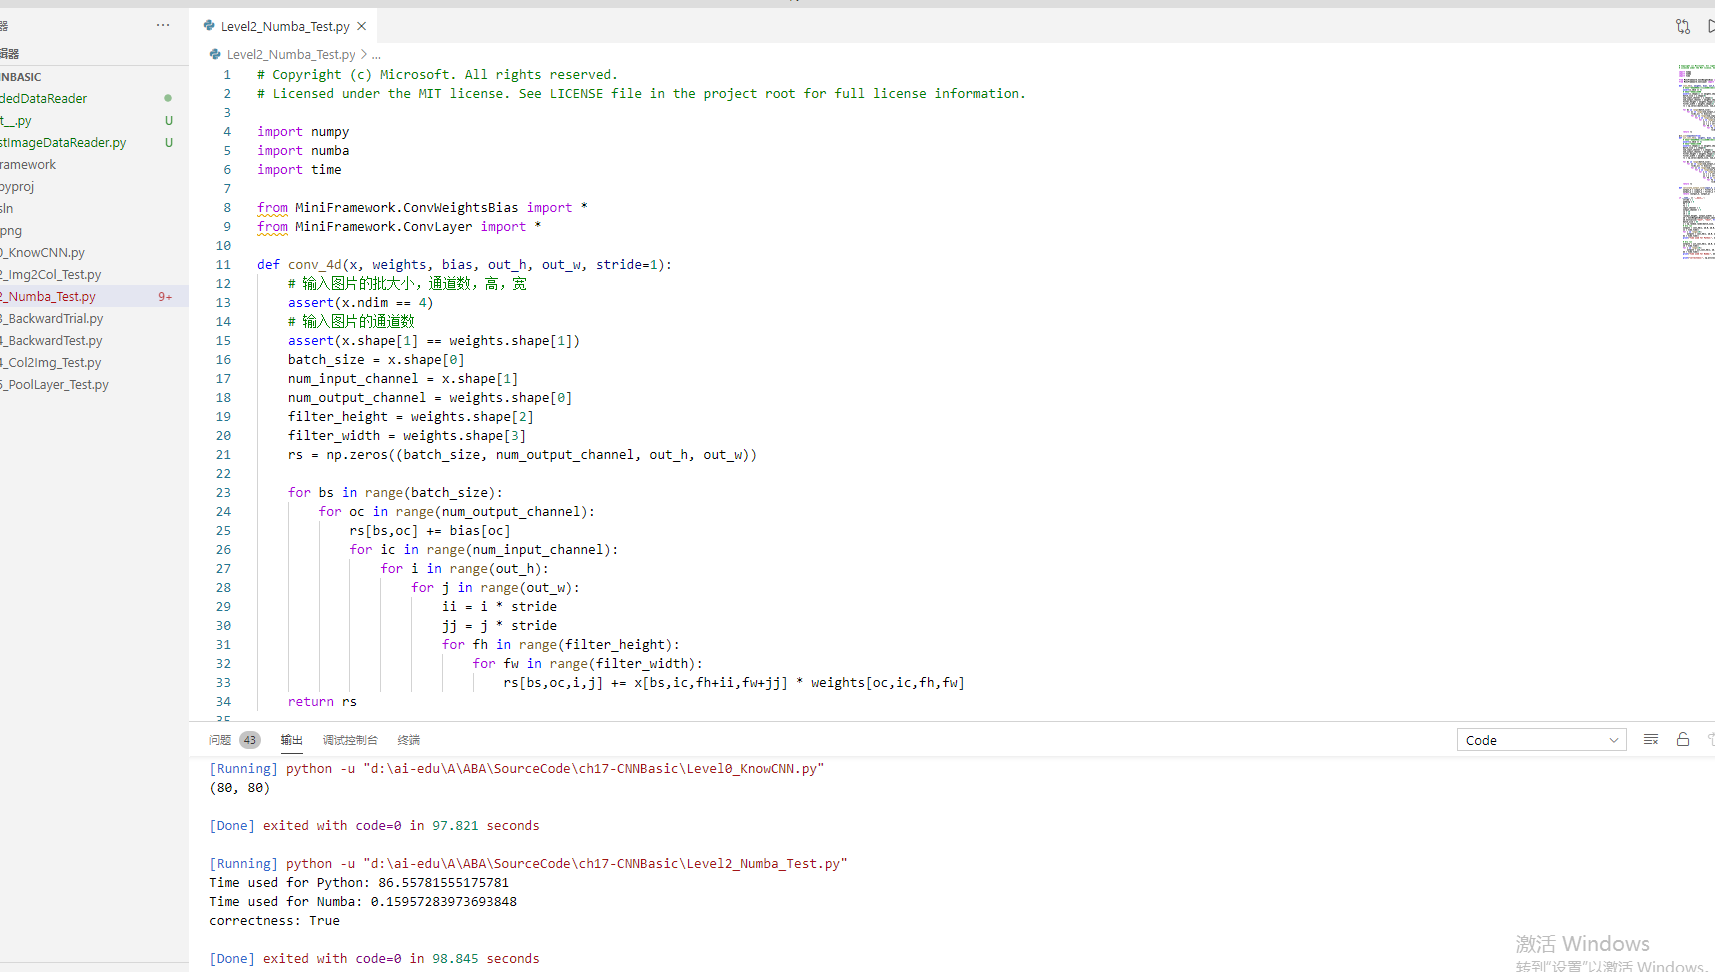 器
···
Level2_Numba_Test.py
辑器
Level2_Numba_Test.py > ...
NBASIC
dedDataReader
t__.py U
stImageDataReader.py U
ramework
pyproj
sln
png
0_KnowCNN.py
2_Img2Col_Test.py
2_Numba_Test.py 9+
3_BackwardTrial.py
4_BackwardTest.py
4_Col2Img_Test.py
5_PoolLayer_Test.py
1 # Copyright (c) Microsoft. All rights reserved.
2 # Licensed under the MIT license. See LICENSE file in the project root for full license information.
3
4 import numpy
5 import numba
6 import time
7
8 from MiniFramework.ConvWeightsBias import *
9 from MiniFramework.ConvLayer import *
10
11 def conv_4d(x, weights, bias, out_h, out_w, stride=1):
12 # 输入图片的批大小，通道数，高，宽
13 assert(x.ndim == 4)
14 # 输入图片的通道数
15 assert(x.shape[1] == weights.shape[1])
16 batch_size = x.shape[0]
17 num_input_channel = x.shape[1]
18 num_output_channel = weights.shape[0]
19 filter_height = weights.shape[2]
20 filter_width = weights.shape[3]
21 rs = np.zeros((batch_size, num_output_channel, out_h, out_w))
22
23 for bs in range(batch_size):
24 for oc in range(num_output_channel):
25 rs[bs,oc] += bias[oc]
26 for ic in range(num_input_channel):
27 for i in range(out_h):
28 for j in range(out_w):
29 ii = i * stride
30 jj = j * stride
31 for fh in range(filter_height):
32 for fw in range(filter_width):
33 rs[bs,oc,i,j] += x[bs,ic,fh+ii,fw+jj] * weights[oc,ic,fh,fw]
34 return rs
35
问题 43 输出 调试控制台 终端 Code
[Running] python -u "d:\ai-edu\A\ABA\SourceCode\ch17-CNNBasic\Level0_KnowCNN.py"
(80, 80)
[Done] exited with code=0 in 97.821 seconds
[Running] python -u "d:\ai-edu\A\ABA\SourceCode\ch17-CNNBasic\Level2_Numba_Test.py"
Time used for Python: 86.55781555175781
Time used for Numba: 0.15957283973693848
correctness: True
[Done] exited with code=0 in 98.845 seconds
激活 Windows
转到"设置"以激活 Windows。